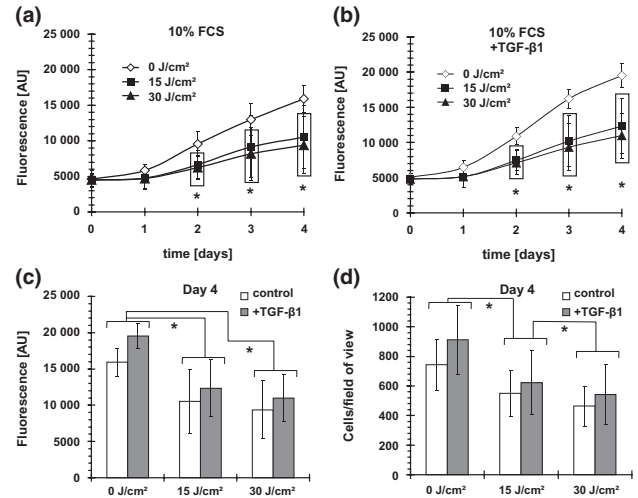 (a)
10% FCS
Fluorescence [AU]
25 000
20 000
15 000
10 000
5000
0
0 J/cm²
15 J/cm²
30 J/cm²
*
*
*
0 1 2 3 4
time [days]
(b)
10% FCS
+TGF-β1
Fluorescence [AU]
25 000
20 000
15 000
10 000
5000
0
0 J/cm²
15 J/cm²
30 J/cm²
*
*
*
0 1 2 3 4
time [days]
(c)
Day 4
Fluorescence [AU]
25 000
20 000
15 000
10 000
5000
0
control
+TGF-β1
*
*
0 J/cm² 15 J/cm² 30 J/cm²
(d)
Day 4
Cells/field of view
1200
1000
800
600
400
200
0
control
+TGF-β1
*
*
0 J/cm² 15 J/cm² 30 J/cm²